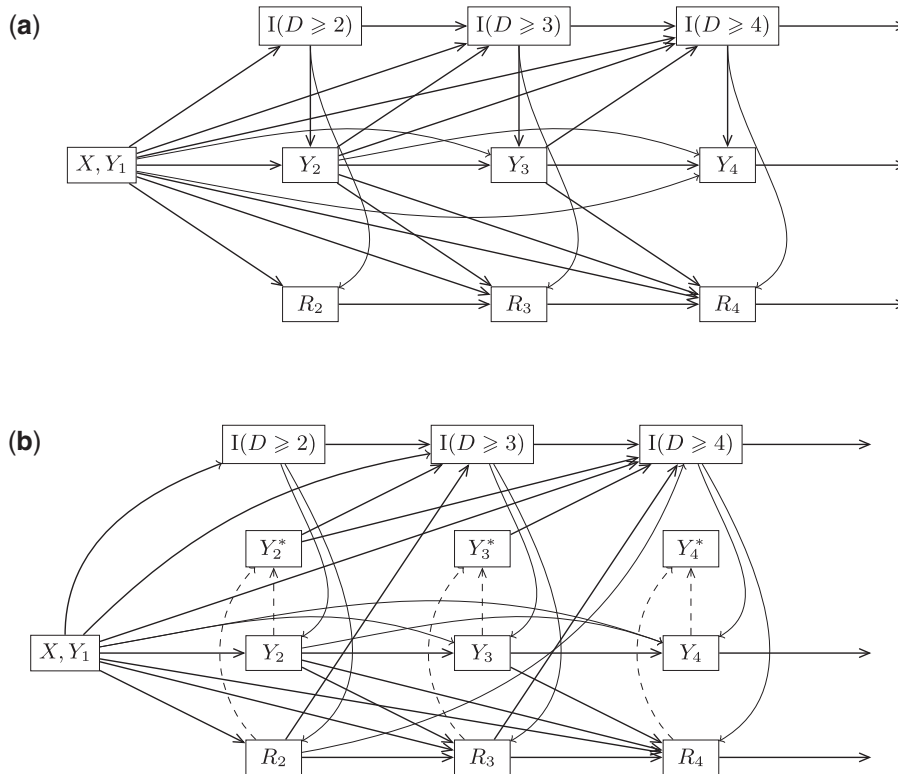 (a)
I(D ⩾ 2) I(D ⩾ 3) I(D ⩾ 4)
X, Y₁ Y₂ Y₃ Y₄
R₂ R₃ R₄
(b)
I(D ⩾ 2) I(D ⩾ 3) I(D ⩾ 4)
Y₂* Y₃* Y₄*
X, Y₁ Y₂ Y₃ Y₄
R₂ R₃ R₄